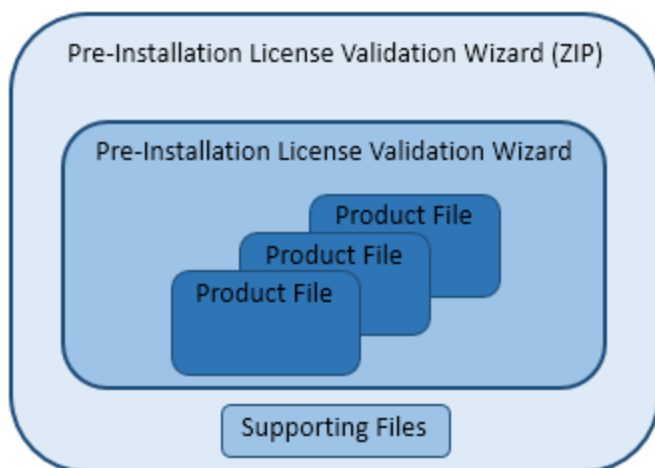 Pre-Installation License Validation Wizard (ZIP)
Pre-Installation License Validation Wizard
Product File
Product File
Product File
Supporting Files